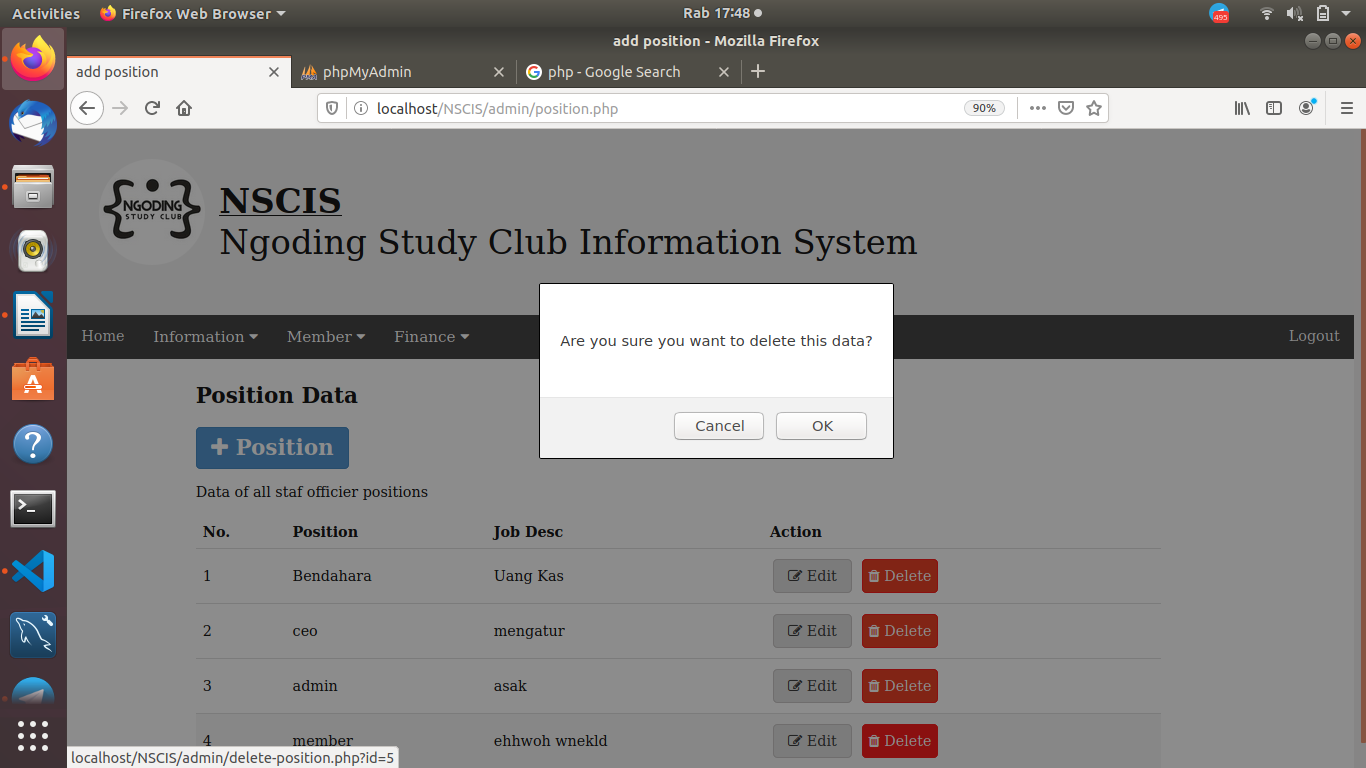 Activities Firefox Web Browser Rab 17:48 495
add position - Mozilla Firefox
add position phpMyAdmin php - Google Search
localhost/NSCIS/admin/position.php 90%
NGODING
STUDY CLUB
NSCIS
Ngoding Study Club Information System
Home Information Member Finance Logout
Are you sure you want to delete this data?
Cancel OK
Position Data
Position
Data of all staf officier positions
No. Position Job Desc Action
1 Bendahara Uang Kas Edit Delete
2 ceo mengatur Edit Delete
3 admin asak Edit Delete
4 member ehhwoh wnekld Edit Delete
localhost/NSCIS/admin/delete-position.php?id=5